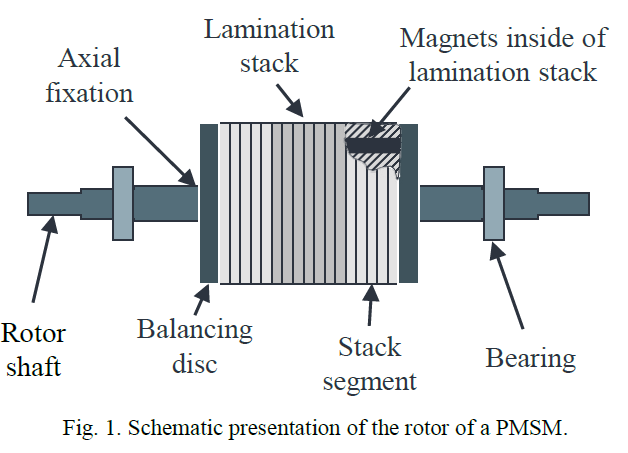 Lamination
stack
Magnets inside of
lamination stack
Axial
fixation
Rotor
shaft
Balancing
disc
Stack
segment
Bearing
Fig. 1. Schematic presentation of the rotor of a PMSM.